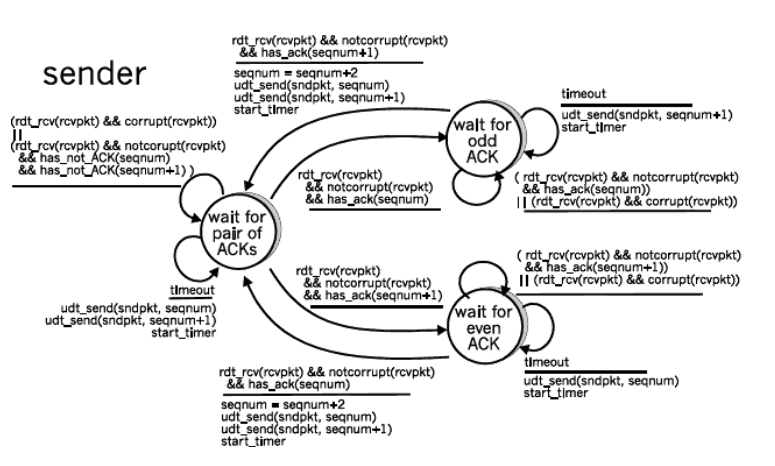 sender
rdt_rcv(rcvpkt) && notcorrupt(rcvpkt)
&& has_ack(seqnum+1)
seqnum = seqnum+2
udt_send(sndpkt, seqnum)
udt_send(sndpkt, seqnum+1)
start_timer
timeout
udt_send(sndpkt, seqnum+1)
start_timer
(rdt_rcv(rcvpkt) && corrupt(rcvpkt))
||
(rdt_rcv(rcvpkt) && notcorrupt(rcvpkt)
&& has_not_ACK(seqnum)
&& has_not_ACK(seqnum+1) )
wait for
odd
ACK
rdt_rcv(rcvpkt)
&& notcorrupt(rcvpkt)
&& has_ack(seqnum)
( rdt_rcv(rcvpkt) && notcorrupt(rcvpkt)
&& has_ack(seqnum))
|| (rdt_rcv(rcvpkt) && corrupt(rcvpkt))
wait for
pair of
ACKs
timeout
udt_send(sndpkt, seqnum)
udt_send(sndpkt, seqnum+1)
start_timer
rdt_rcv(rcvpkt)
&& notcorrupt(rcvpkt)
&& has_ack(seqnum+1)
( rdt_rcv(rcvpkt) && notcorrupt(rcvpkt)
&& has_ack(seqnum+1))
|| (rdt_rcv(rcvpkt) && corrupt(rcvpkt))
wait for
even
ACK
timeout
udt_send(sndpkt, seqnum)
start_timer
rdt_rcv(rcvpkt) && notcorrupt(rcvpkt)
&& has_ack(seqnum)
seqnum = seqnum+2
udt_send(sndpkt, seqnum)
udt_send(sndpkt, seqnum+1)
start_timer